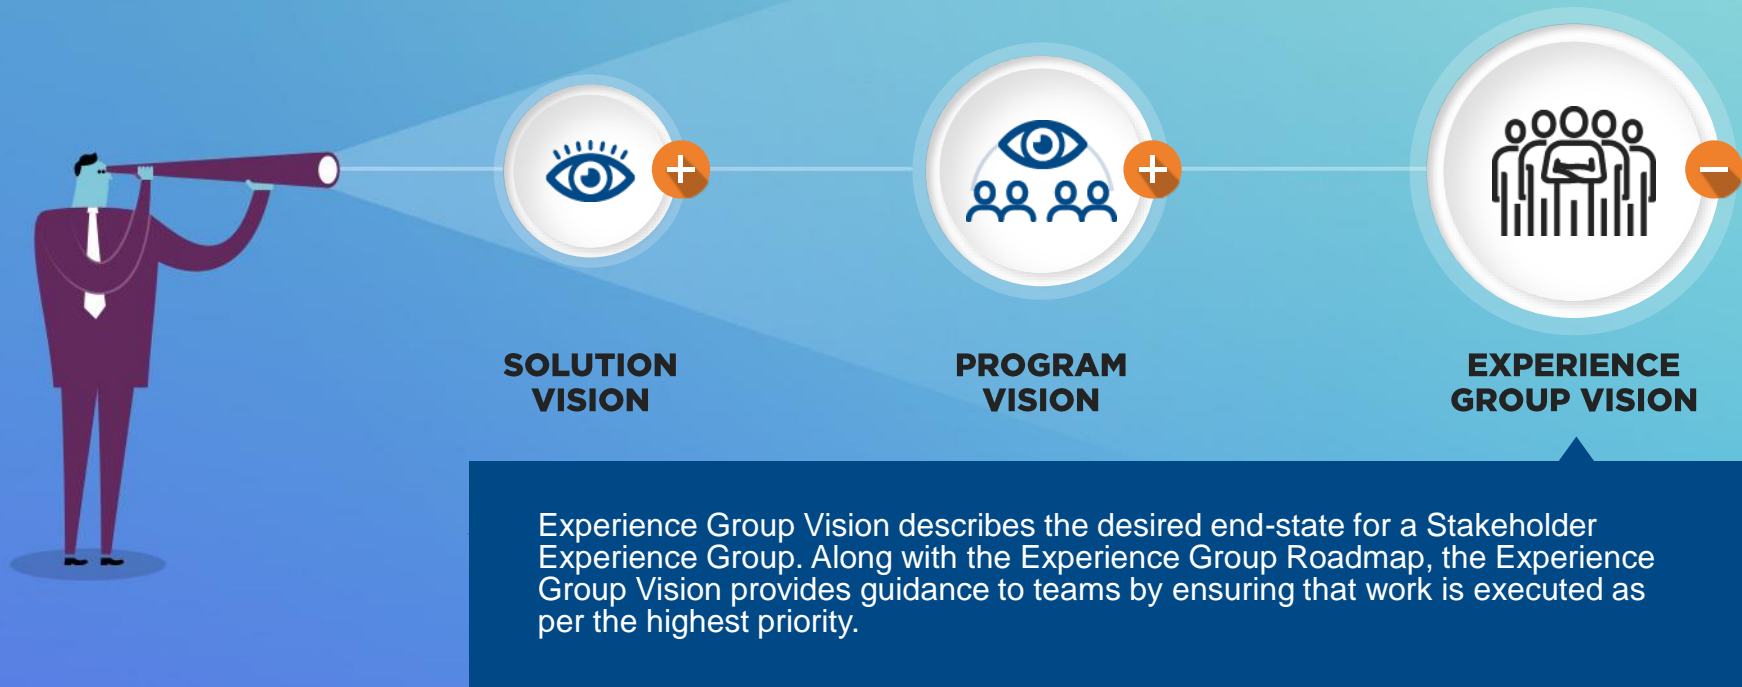 SOLUTION
VISION
PROGRAM
VISION
EXPERIENCE
GROUP VISION
Experience Group Vision describes the desired end-state for a Stakeholder
Experience Group. Along with the Experience Group Roadmap, the Experience
Group Vision provides guidance to teams by ensuring that work is executed as
per the highest priority.